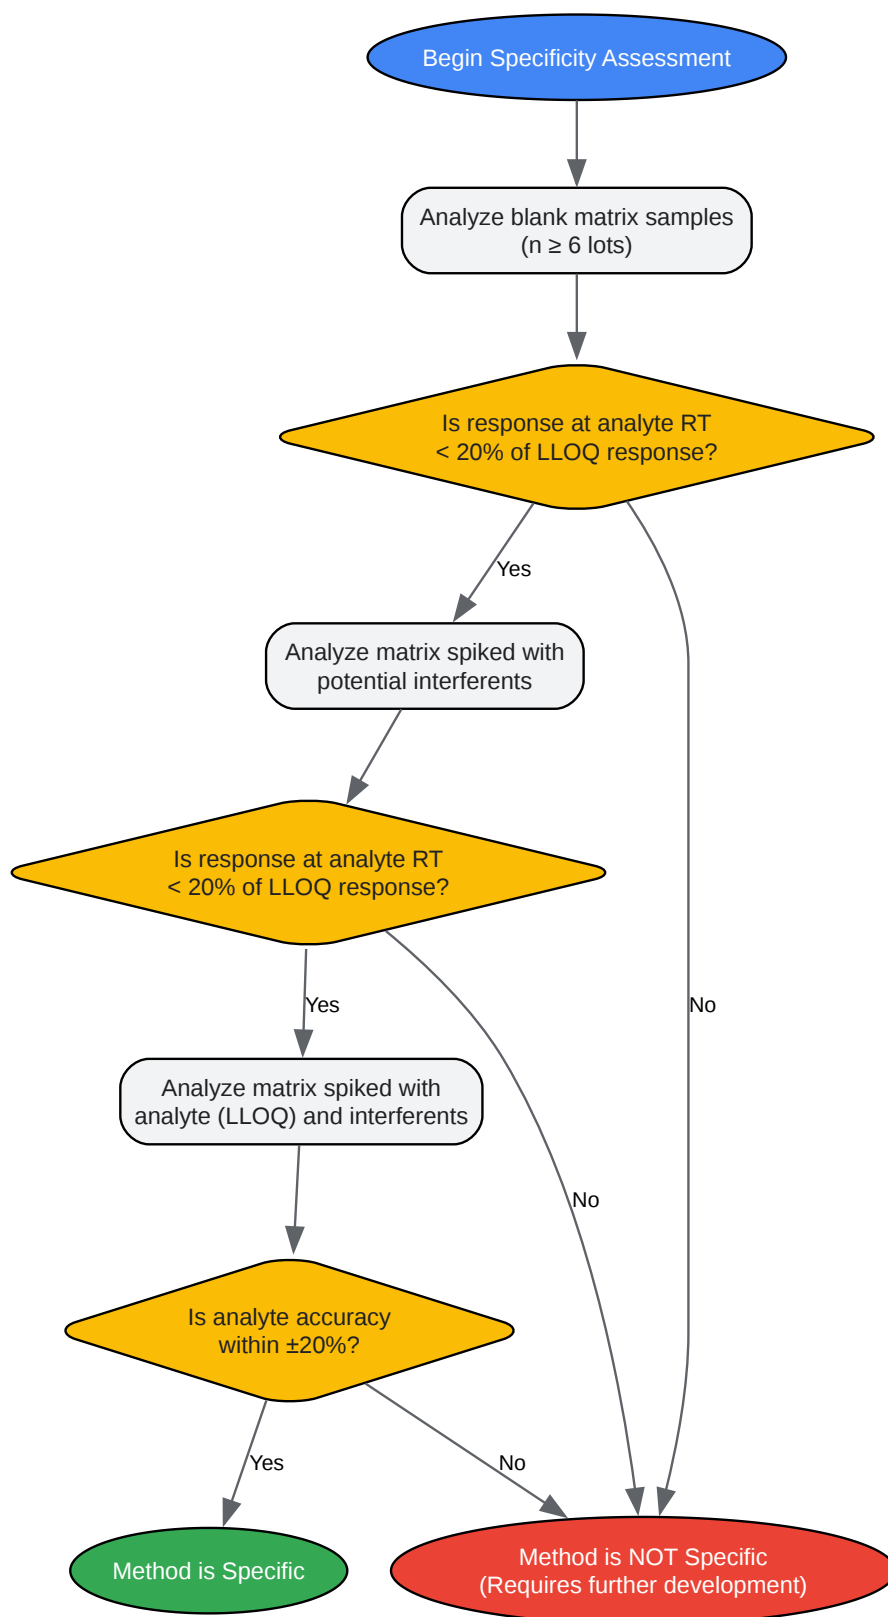 Begin Specificity Assessment
Analyze blank matrix samples
(n ≥ 6 lots)
Is response at analyte RT
< 20% of LLOQ response?
Yes
Analyze matrix spiked with
potential interferents
Is response at analyte RT
< 20% of LLOQ response?
Yes
No
Analyze matrix spiked with
analyte (LLOQ) and interferents
No
Is analyte accuracy
within ±20%?
Yes
No
Method is Specific
Method is NOT Specific
(Requires further development)